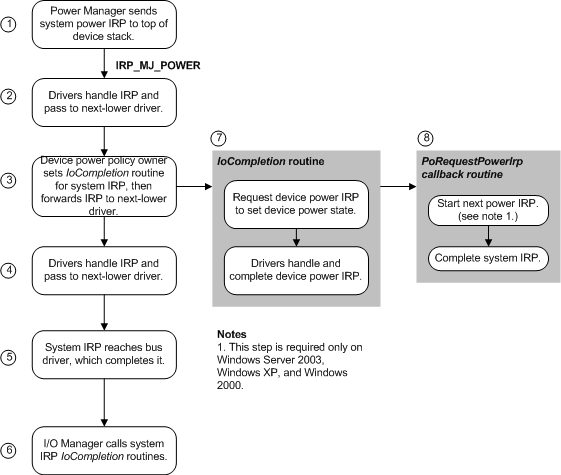 1
Power Manager sends
system power IRP to top of
device stack.
IRP_MJ_POWER
2
Drivers handle IRP and
pass to next-lower driver.
3
Device power policy owner
sets IoCompletion routine
for system IRP, then
forwards IRP to next-lower
driver.
4
Drivers handle IRP and
pass to next-lower driver.
5
System IRP reaches bus
driver, which completes it.
6
I/O Manager calls system
IRP IoCompletion routines.
7
IoCompletion routine
Request device power IRP
to set device power state.
Drivers handle and
complete device power IRP.
8
PoRequestPowerIrp
callback routine
Start next power IRP.
(see note 1.)
Complete system IRP.
Notes
1. This step is required only on
Windows Server 2003,
Windows XP, and Windows
2000.